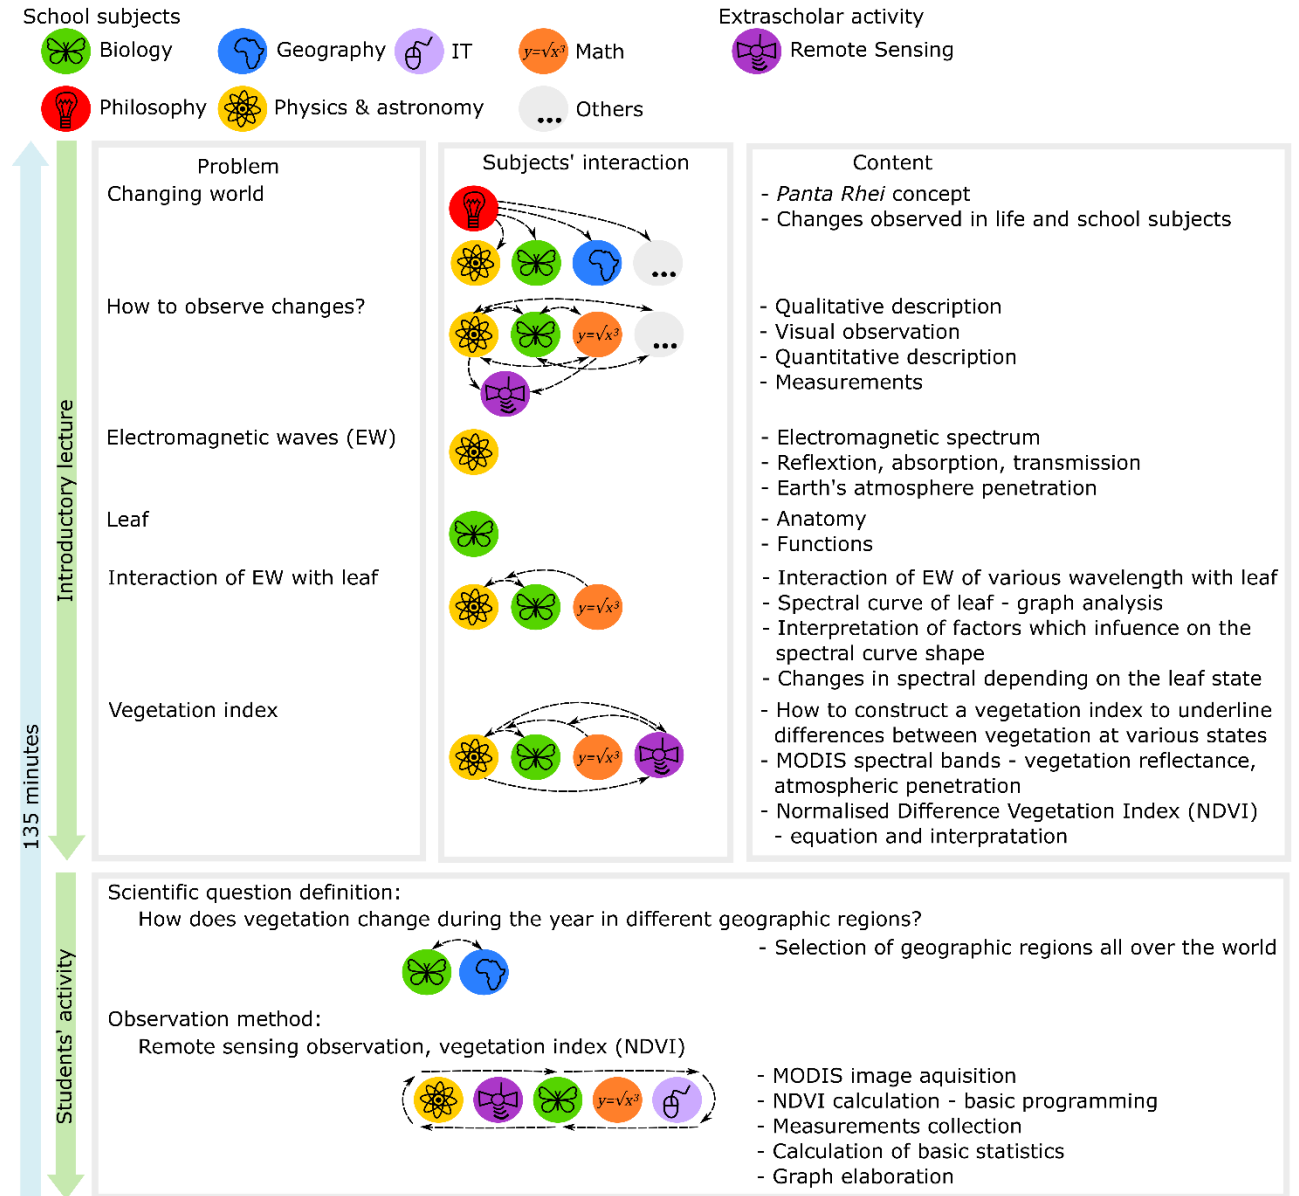 School subjects
Extrascholar activity
Biology
Geography
IT
y=√x³
Math
Remote Sensing
Philosophy
Physics & astronomy
...
Others
135 minutes
Introductory lecture
Problem
Subjects' interaction
Content
Changing world
- Panta Rhei concept
- Changes observed in life and school subjects
...
How to observe changes?
- Qualitative description
- Visual observation
- Quantitative description
- Measurements
y=√x³
...
Electromagnetic waves (EW)
- Electromagnetic spectrum
- Reflextion, absorption, transmission
- Earth's atmosphere penetration
Leaf
- Anatomy
- Functions
Interaction of EW with leaf
y=√x³
- Interaction of EW of various wavelength with leaf
- Spectral curve of leaf - graph analysis
- Interpretation of factors which infuence on the
spectral curve shape
- Changes in spectral depending on the leaf state
Vegetation index
y=√x³
- How to construct a vegetation index to underline
differences between vegetation at various states
- MODIS spectral bands - vegetation reflectance,
atmospheric penetration
- Normalised Difference Vegetation Index (NDVI)
- equation and interpratation
Students' activity
Scientific question definition:
How does vegetation change during the year in different geographic regions?
- Selection of geographic regions all over the world
Observation method:
Remote sensing observation, vegetation index (NDVI)
y=√x³
- MODIS image aquisition
- NDVI calculation - basic programming
- Measurements collection
- Calculation of basic statistics
- Graph elaboration